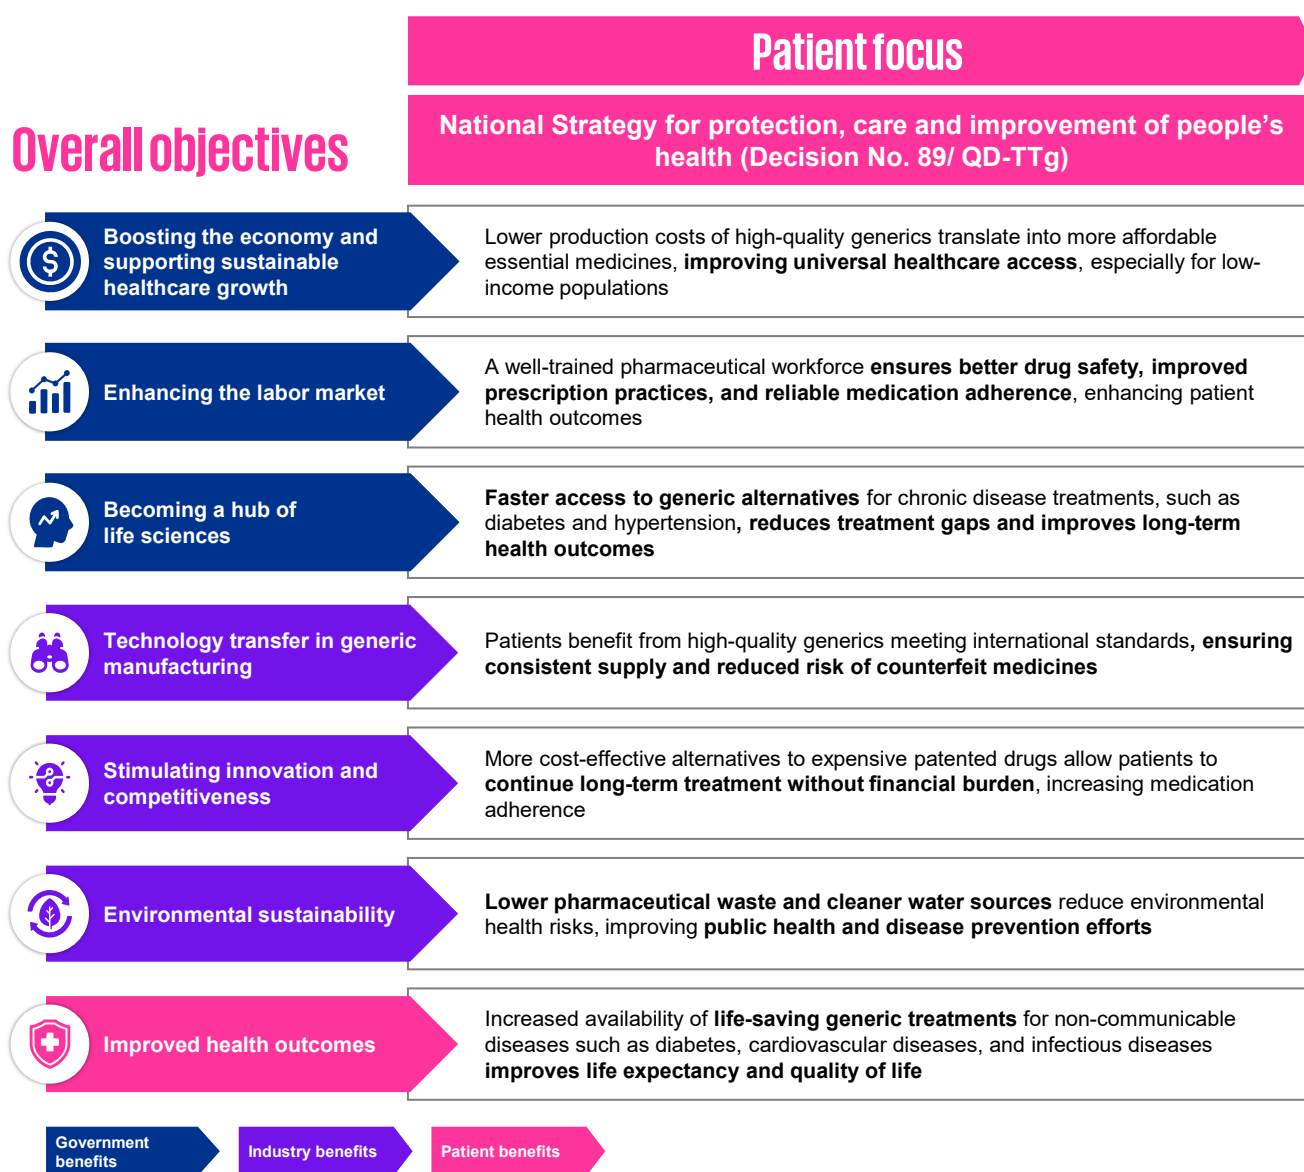 Patient focus
Overall objectives
National Strategy for protection, care and improvement of people's
health (Decision No. 89/ QD-TTg)
Boosting the economy and
supporting sustainable
healthcare growth
Lower production costs of high-quality generics translate into more affordable
essential medicines, improving universal healthcare access, especially for low-
income populations
Enhancing the labor market
A well-trained pharmaceutical workforce ensures better drug safety, improved
prescription practices, and reliable medication adherence, enhancing patient
health outcomes
Becoming a hub of
life sciences
Faster access to generic alternatives for chronic disease treatments, such as
diabetes and hypertension, reduces treatment gaps and improves long-term
health outcomes
Technology transfer in generic
manufacturing
Patients benefit from high-quality generics meeting international standards, ensuring
consistent supply and reduced risk of counterfeit medicines
Stimulating innovation and
competitiveness
More cost-effective alternatives to expensive patented drugs allow patients to
continue long-term treatment without financial burden, increasing medication
adherence
Environmental sustainability
Lower pharmaceutical waste and cleaner water sources reduce environmental
health risks, improving public health and disease prevention efforts
Improved health outcomes
Increased availability of life-saving generic treatments for non-communicable
diseases such as diabetes, cardiovascular diseases, and infectious diseases
improves life expectancy and quality of life
Government
benefits
Industry benefits
Patient benefits